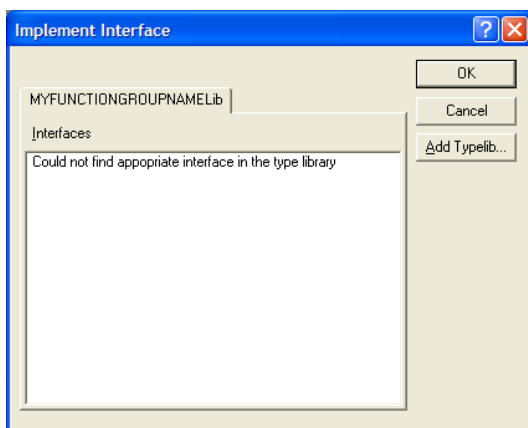 Implement Interface
OK
MYFUNCTIONGROUPNAMELib
Cancel
Interfaces
Add Typelib...
Could not find appopriate interface in the type library